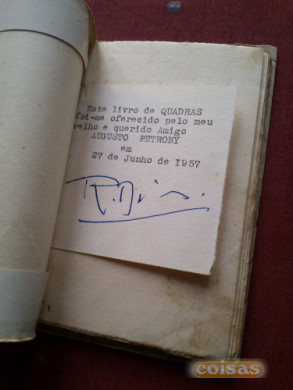 Este livro de QUADRAS
foi-me oferecido pelo meu
velho e querido Amigo
AUGUSTO PETRONY
em
27 de Junho de 1957
coisas